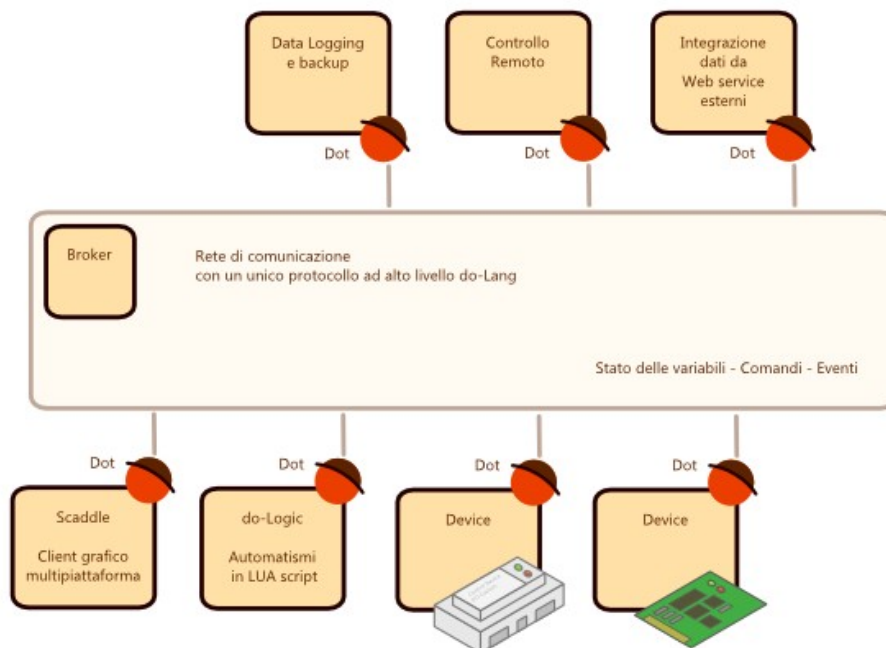 Data Logging
e backup
Controllo
Remoto
Integrazione
dati da
Web service
esterni
Dot
Dot
Dot
Broker
Rete di comunicazione
con un unico protocollo ad alto livello do-Lang
Stato delle variabili - Comandi - Eventi
Dot
Dot
Dot
Dot
Scaddle
Client grafico
multipiattaforma
do-Logic
Automatismi
in LUA script
Device
Device